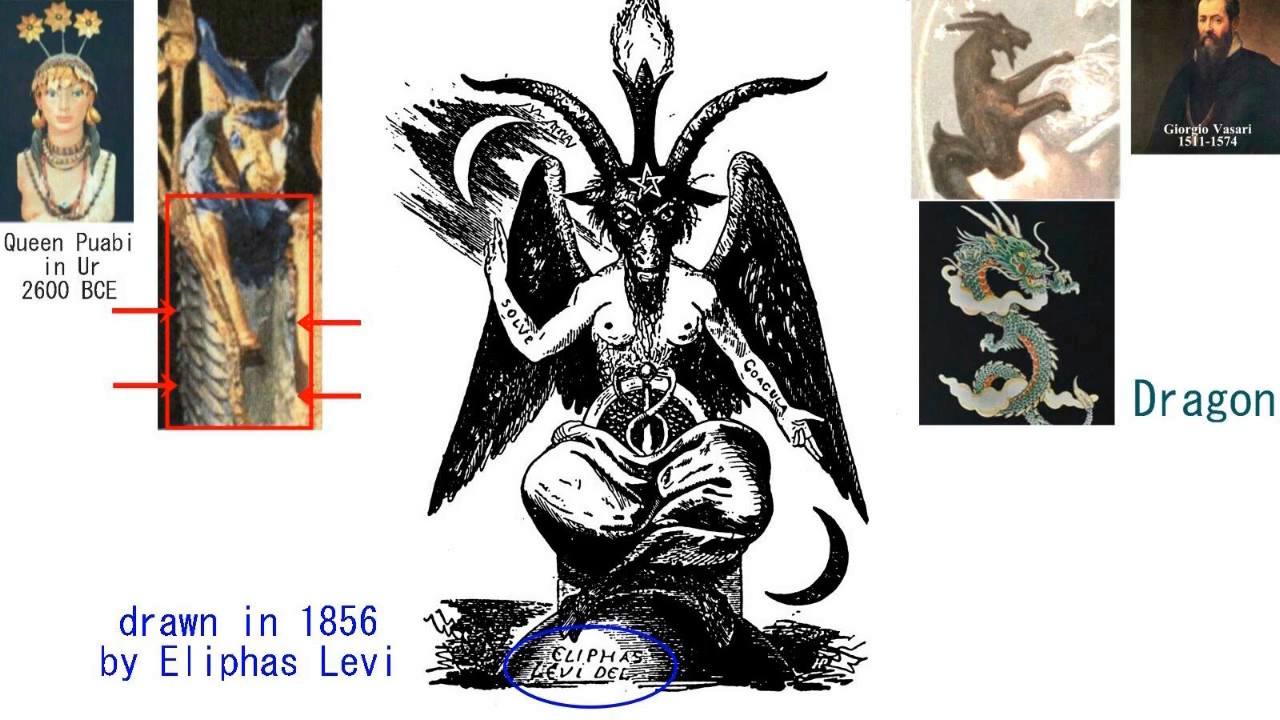 Giorgio Vasari
1511-1574
Queen Puabi
in Ur
2600 BCE
SOLVE
COAGUL
Dragon
drawn in 1856
by Eliphas Levi
ELIPHAS
LEVI DEL